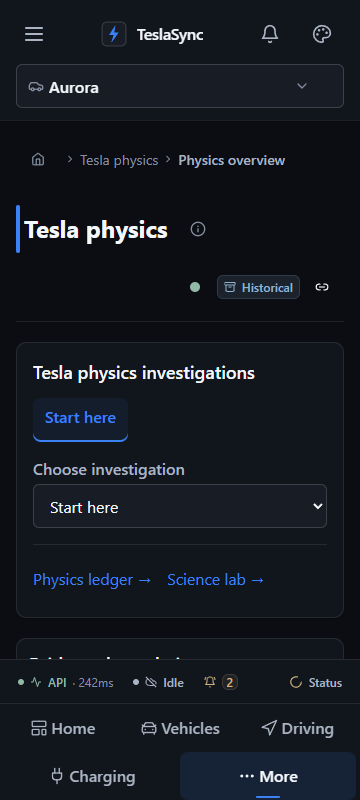 TeslaSync
Aurora
Tesla physics
Physics overview
Tesla physics
Historical
Tesla physics investigations
Start here
Choose investigation
Start here
Physics ledger →
Science lab →
API · 242ms
Idle
2
Status
Home
Vehicles
Driving
Charging
More